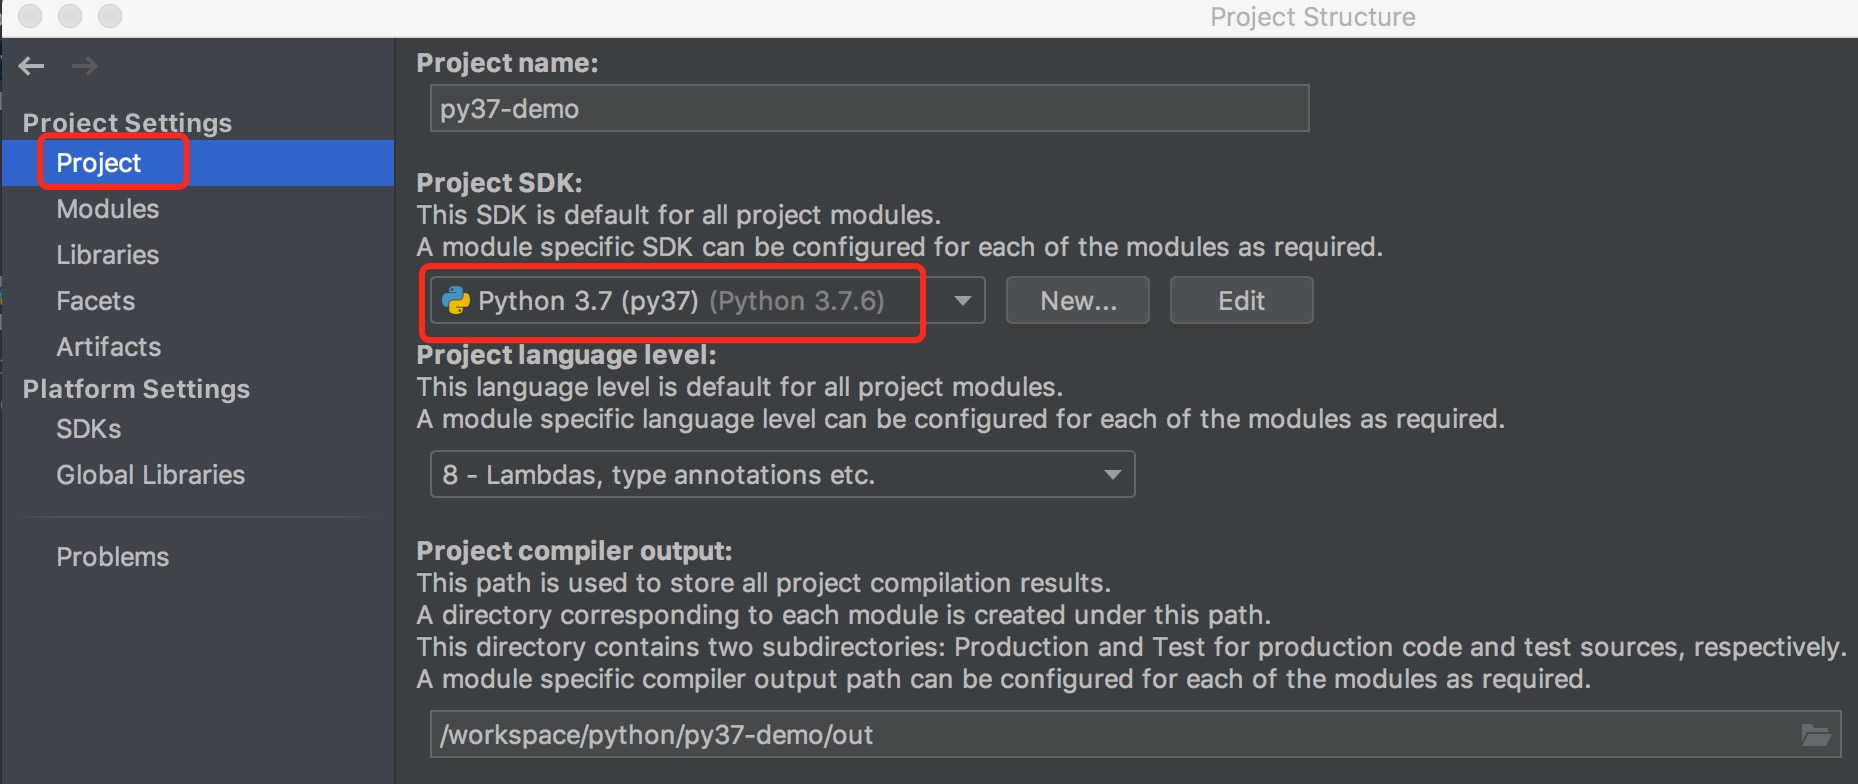 Project Structure
Project Settings
Project
Modules
Libraries
Facets
Artifacts
Platform Settings
SDKs
Global Libraries
Problems
Project name:
py37-demo
Project SDK:
This SDK is default for all project modules.
A module specific SDK can be configured for each of the modules as required.
Python 3.7 (py37) (Python 3.7.6) New... Edit
Project language level:
This language level is default for all project modules.
A module specific language level can be configured for each of the modules as required.
8 - Lambdas, type annotations etc.
Project compiler output:
This path is used to store all project compilation results.
A directory corresponding to each module is created under this path.
This directory contains two subdirectories: Production and Test for production code and test sources, respectively.
A module specific compiler output path can be configured for each of the modules as required.
/workspace/python/py37-demo/out